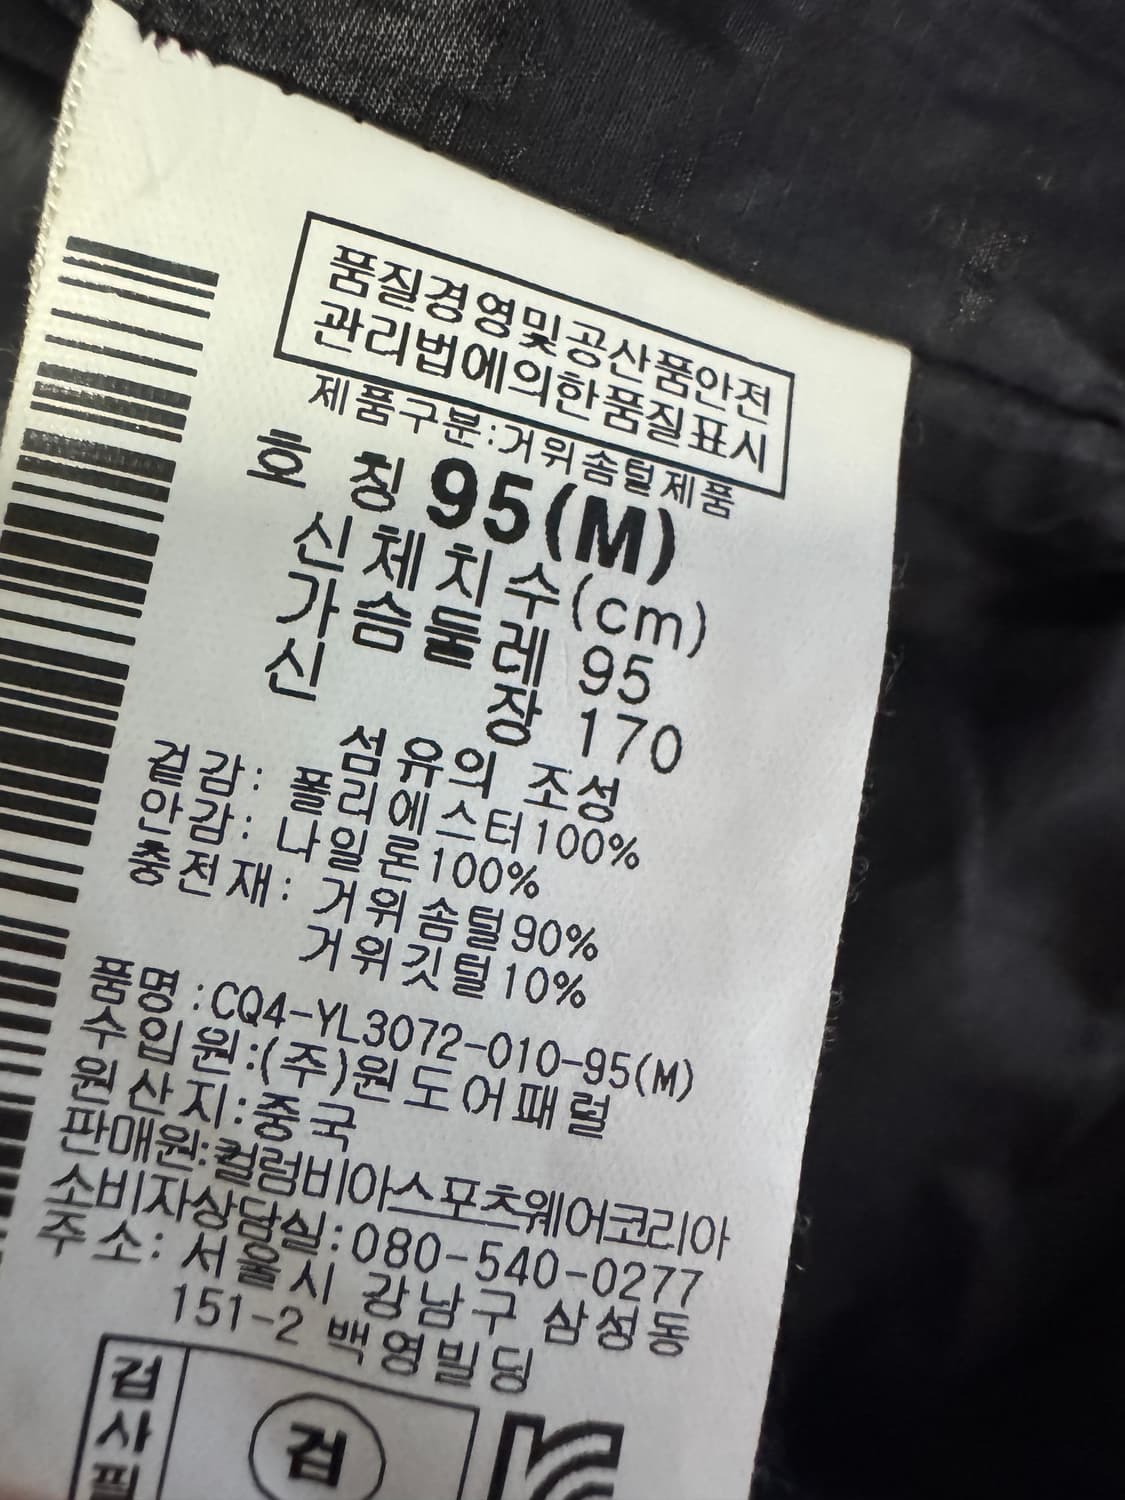 품질경영및공산품안전
관리법에의한품질표시
제품구분:거위솜털제품
호 칭 95(M)
신체치수(cm)
가슴둘레 95
신 장 170
섬유의 조성
겉감: 폴리에스터100%
안감: 나일론100%
충전재: 거위솜털90%
거위깃털10%
품명:CQ4-YL3072-010-95(M)
수입원:(주)원도어패럴
원산지:중국
판매원:컬럼비아스포츠웨어코리아
소비자상담실:080-540-0277
주소: 서울시 강남구 삼성동
151-2 백영빌딩
검사필
검